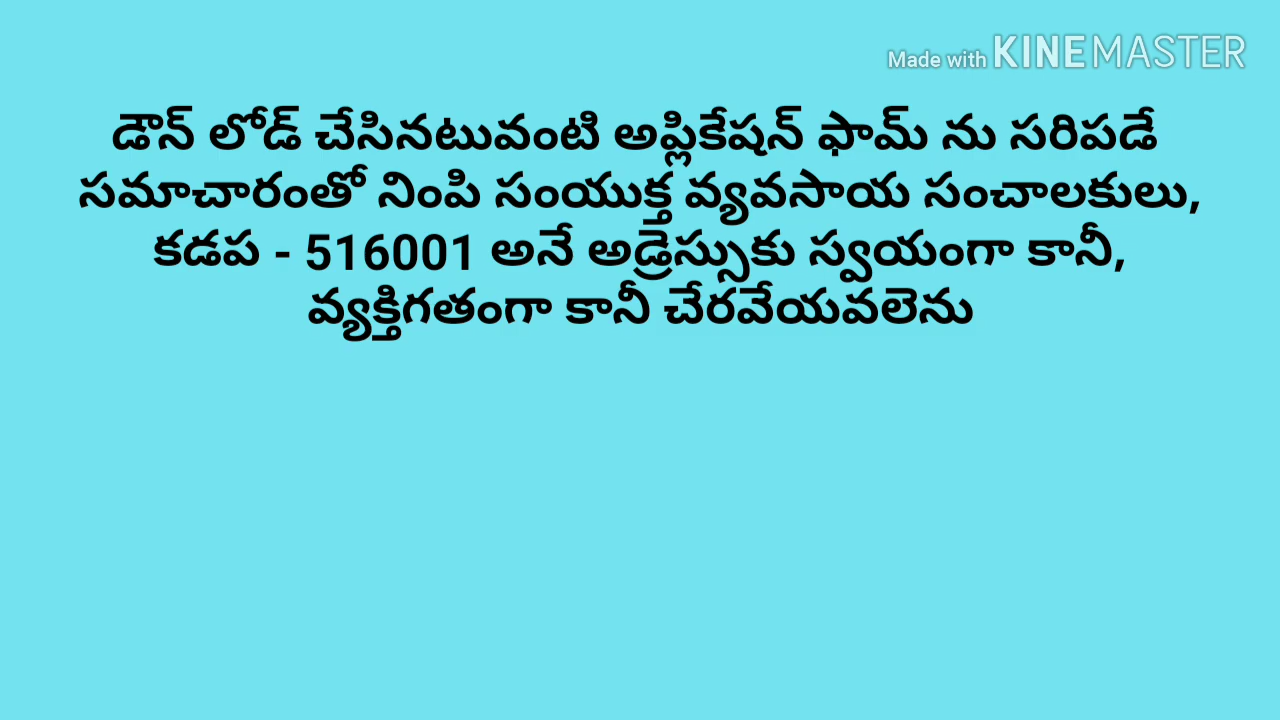 Made with KINEMASTER
డౌన్ లోడ్ చేసినటువంటి అప్లికేషన్ ఫామ్ ను సరిపడే
సమాచారంతో నింపి సంయుక్త వ్యవసాయ సంచాలకులు,
కడప - 516001 అనే అడ్రెస్సుకు స్వయంగా కానీ,
వ్యక్తిగతంగా కానీ చేరవేయవలెను